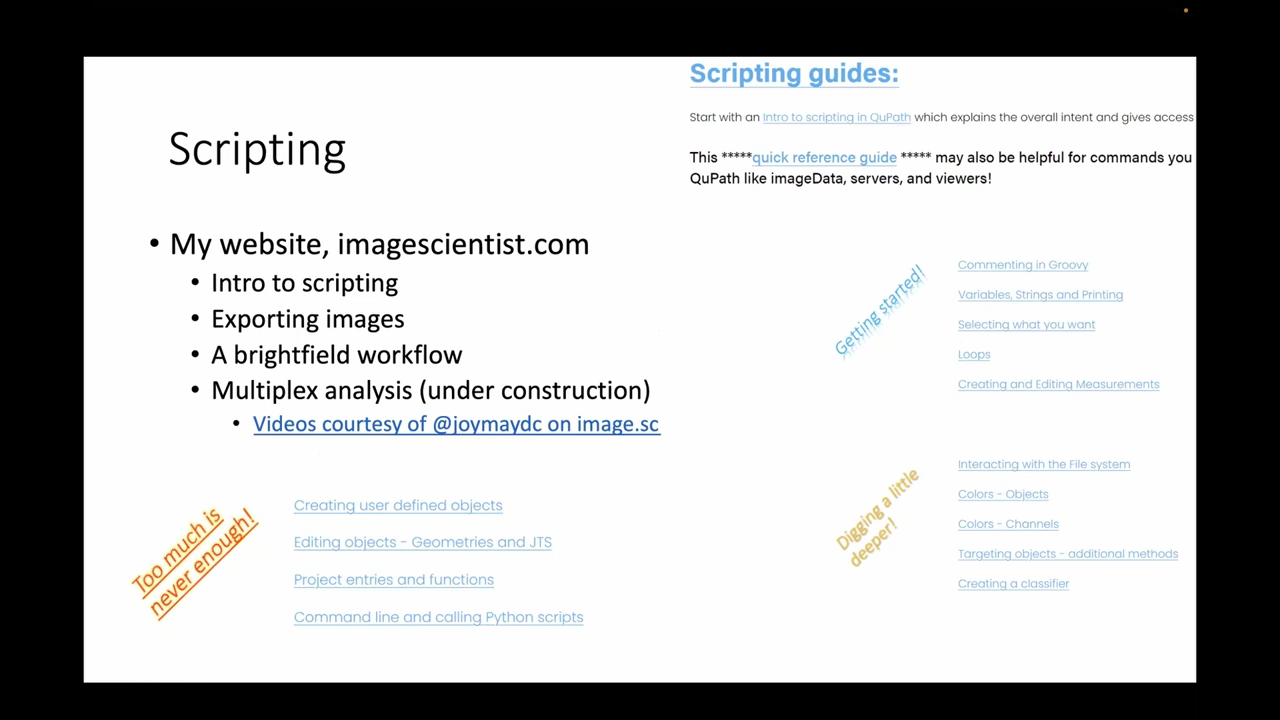 Scripting
• My website, imagescientist.com
• Intro to scripting
• Exporting images
• A brightfield workflow
• Multiplex analysis (under construction)
• Videos courtesy of @joymaydc on image.sc
Too much is
never enough!
Creating user defined objects
Editing objects - Geometries and JTS
Project entries and functions
Command line and calling Python scripts
Scripting guides:
Start with an Intro to scripting in QuPath which explains the overall intent and gives access
This *****quick reference guide ***** may also be helpful for commands you
QuPath like imageData, servers, and viewers!
Getting started!
Commenting in Groovy
Variables, Strings and Printing
Selecting what you want
Loops
Creating and Editing Measurements
Digging a little
deeper!
Interacting with the File system
Colors - Objects
Colors - Channels
Targeting objects - additional methods
Creating a classifier